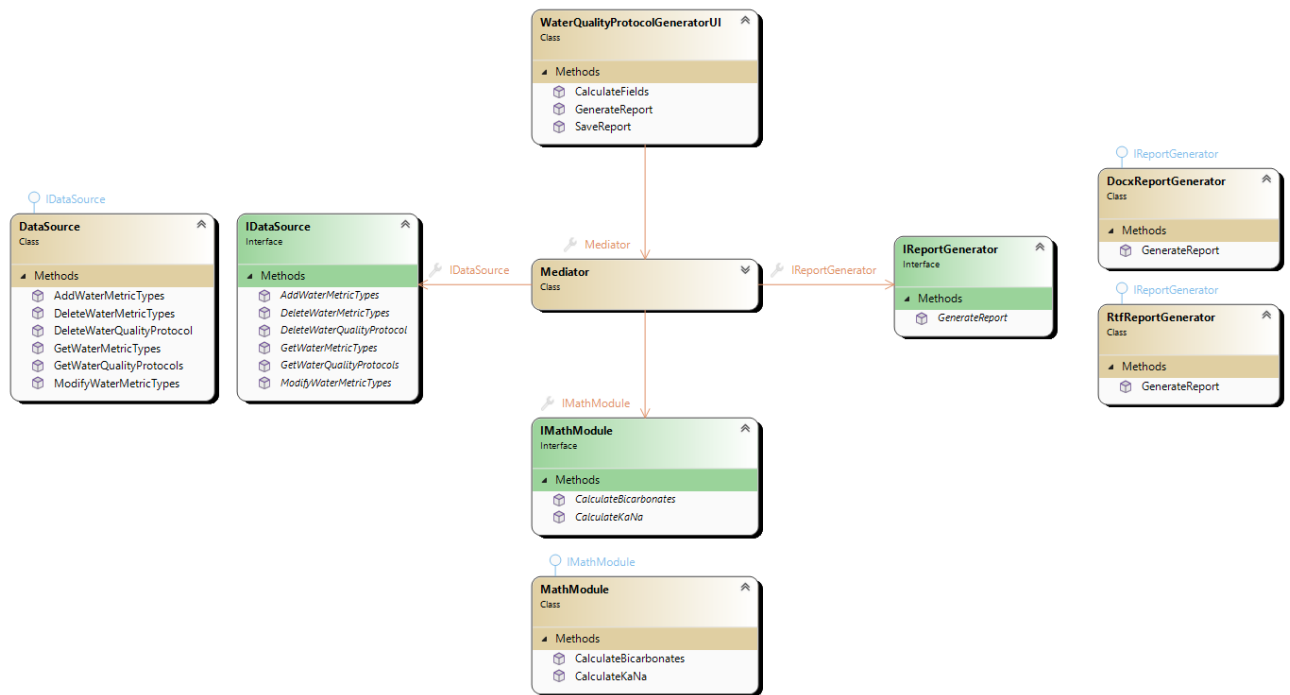 WaterQualityProtocolGeneratorUI
Class
Methods
CalculateFields
GenerateReport
SaveReport
IDataSource
DataSource
Class
Methods
AddWaterMetricTypes
DeleteWaterMetricTypes
DeleteWaterQualityProtocol
GetWaterMetricTypes
GetWaterQualityProtocols
ModifyWaterMetricTypes
IDataSource
Interface
Methods
AddWaterMetricTypes
DeleteWaterMetricTypes
DeleteWaterQualityProtocol
GetWaterMetricTypes
GetWaterQualityProtocols
ModifyWaterMetricTypes
IDataSource
Mediator
Mediator
Class
IReportGenerator
IReportGenerator
Interface
Methods
GenerateReport
IReportGenerator
DocxReportGenerator
Class
Methods
GenerateReport
IReportGenerator
RtfReportGenerator
Class
Methods
GenerateReport
IMathModule
IMathModule
Interface
Methods
CalculateBicarbonates
CalculateKaNa
IMathModule
MathModule
Class
Methods
CalculateBicarbonates
CalculateKaNa